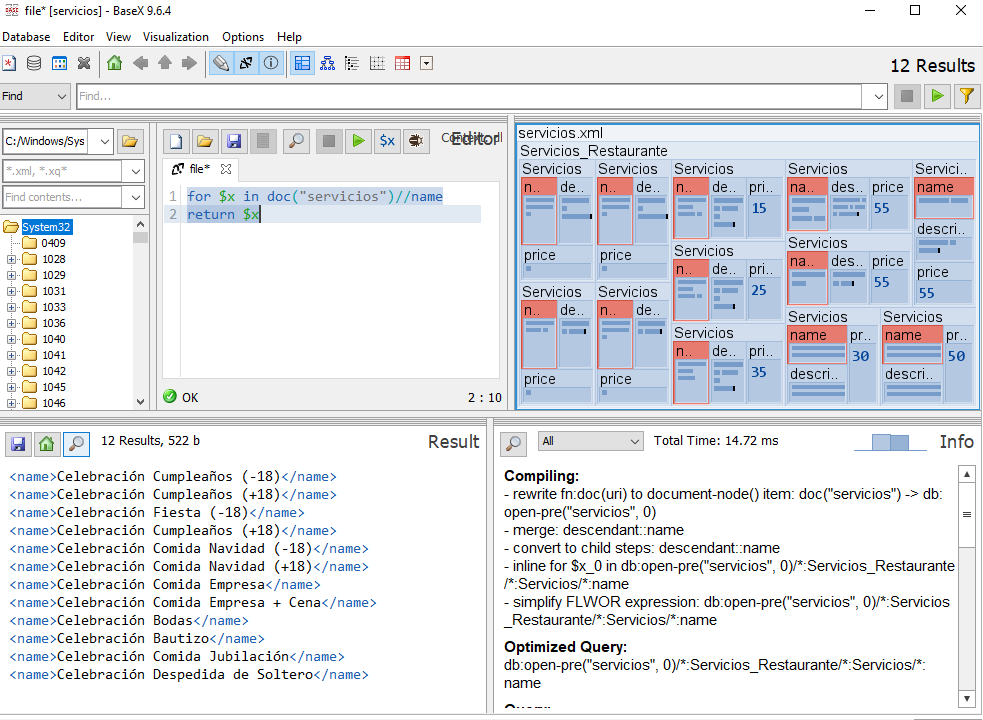 file* [servicios] - BaseX 9.6.4
Database Editor View Visualization Options Help
12 Results
Find Find...
C:/Windows/Sys
*.xml, *.xq*
Find contents...
System32
0409
1028
1029
1031
1033
1036
1040
1041
1042
1045
1046
$x Editor
file*
1 for $x in doc("servicios")//name
2 return $x
OK 2 : 10
servicios.xml
Servicios_Restaurante
Servicios Servicios Servicios Servicios Servici..
n.. de.. n.. de.. n.. de.. pri.. na.. des.. price name
15 55
descri..
price price Servicios Servicios
n.. de.. pri.. na.. des.. price price
25 55 55
Servicios Servicios
n.. de.. n.. de..
Servicios Servicios Servicios
n.. de.. pri.. name pr.. name pr..
35 30 50
price price descri.. descri..
12 Results, 522 b Result
<name>Celebración Cumpleaños (-18)</name>
<name>Celebración Cumpleaños (+18)</name>
<name>Celebración Fiesta (-18)</name>
<name>Celebración Cumpleaños (+18)</name>
<name>Celebración Comida Navidad (-18)</name>
<name>Celebración Comida Navidad (+18)</name>
<name>Celebración Comida Empresa</name>
<name>Celebración Comida Empresa + Cena</name>
<name>Celebración Bodas</name>
<name>Celebración Bautizo</name>
<name>Celebración Comida Jubilación</name>
<name>Celebración Despedida de Soltero</name>
All Total Time: 14.72 ms Info
Compiling:
- rewrite fn:doc(uri) to document-node() item: doc("servicios") -> db:
open-pre("servicios", 0)
- merge: descendant::name
- convert to child steps: descendant::name
- inline for $x_0 in db:open-pre("servicios", 0)/*:Servicios_Restaurante
/*:Servicios/*:name
- simplify FLWOR expression: db:open-pre("servicios", 0)/*:Servicios
_Restaurante/*:Servicios/*:name
Optimized Query:
db:open-pre("servicios", 0)/*:Servicios_Restaurante/*:Servicios/*:
name